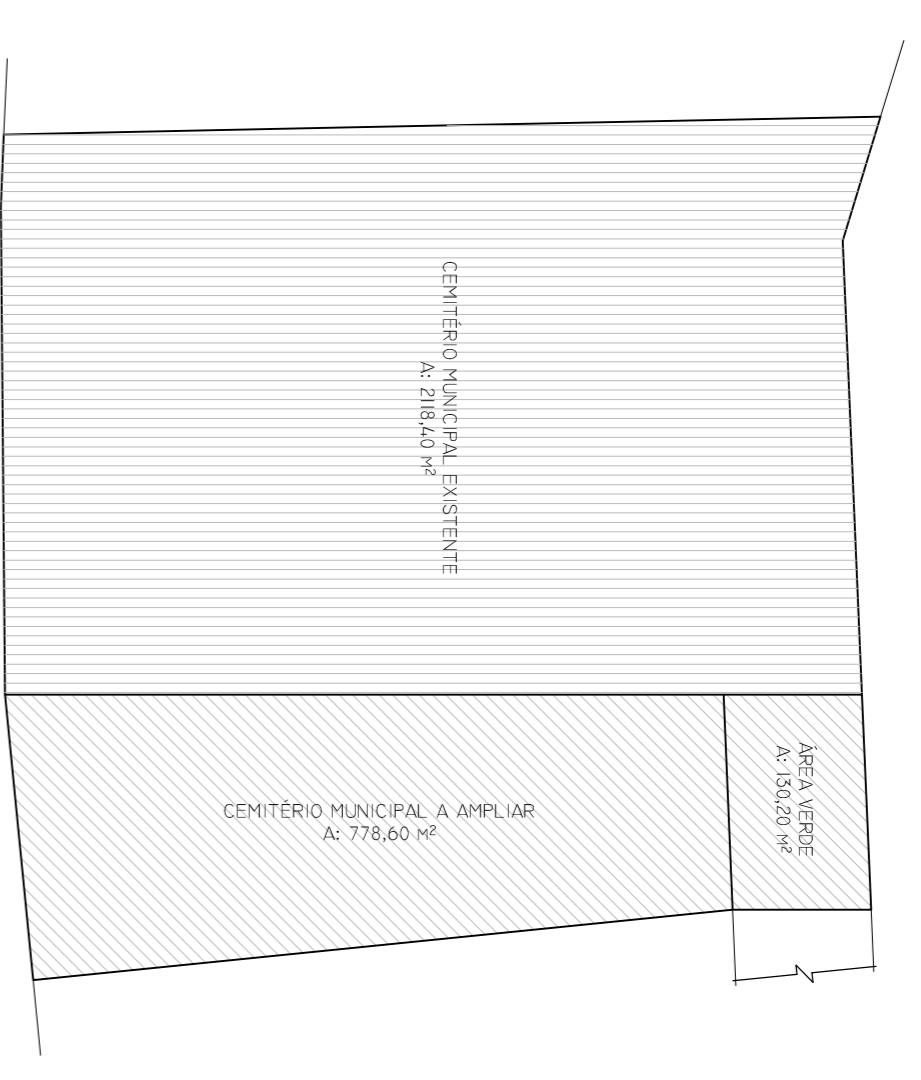 CEMITÉRIO MUNICIPAL EXISTENTE
A: 2118,40 M²
CEMITÉRIO MUNICIPAL A AMPLIAR
A: 778,60 M²
ÁREA VERDE
A: 130,20 M²